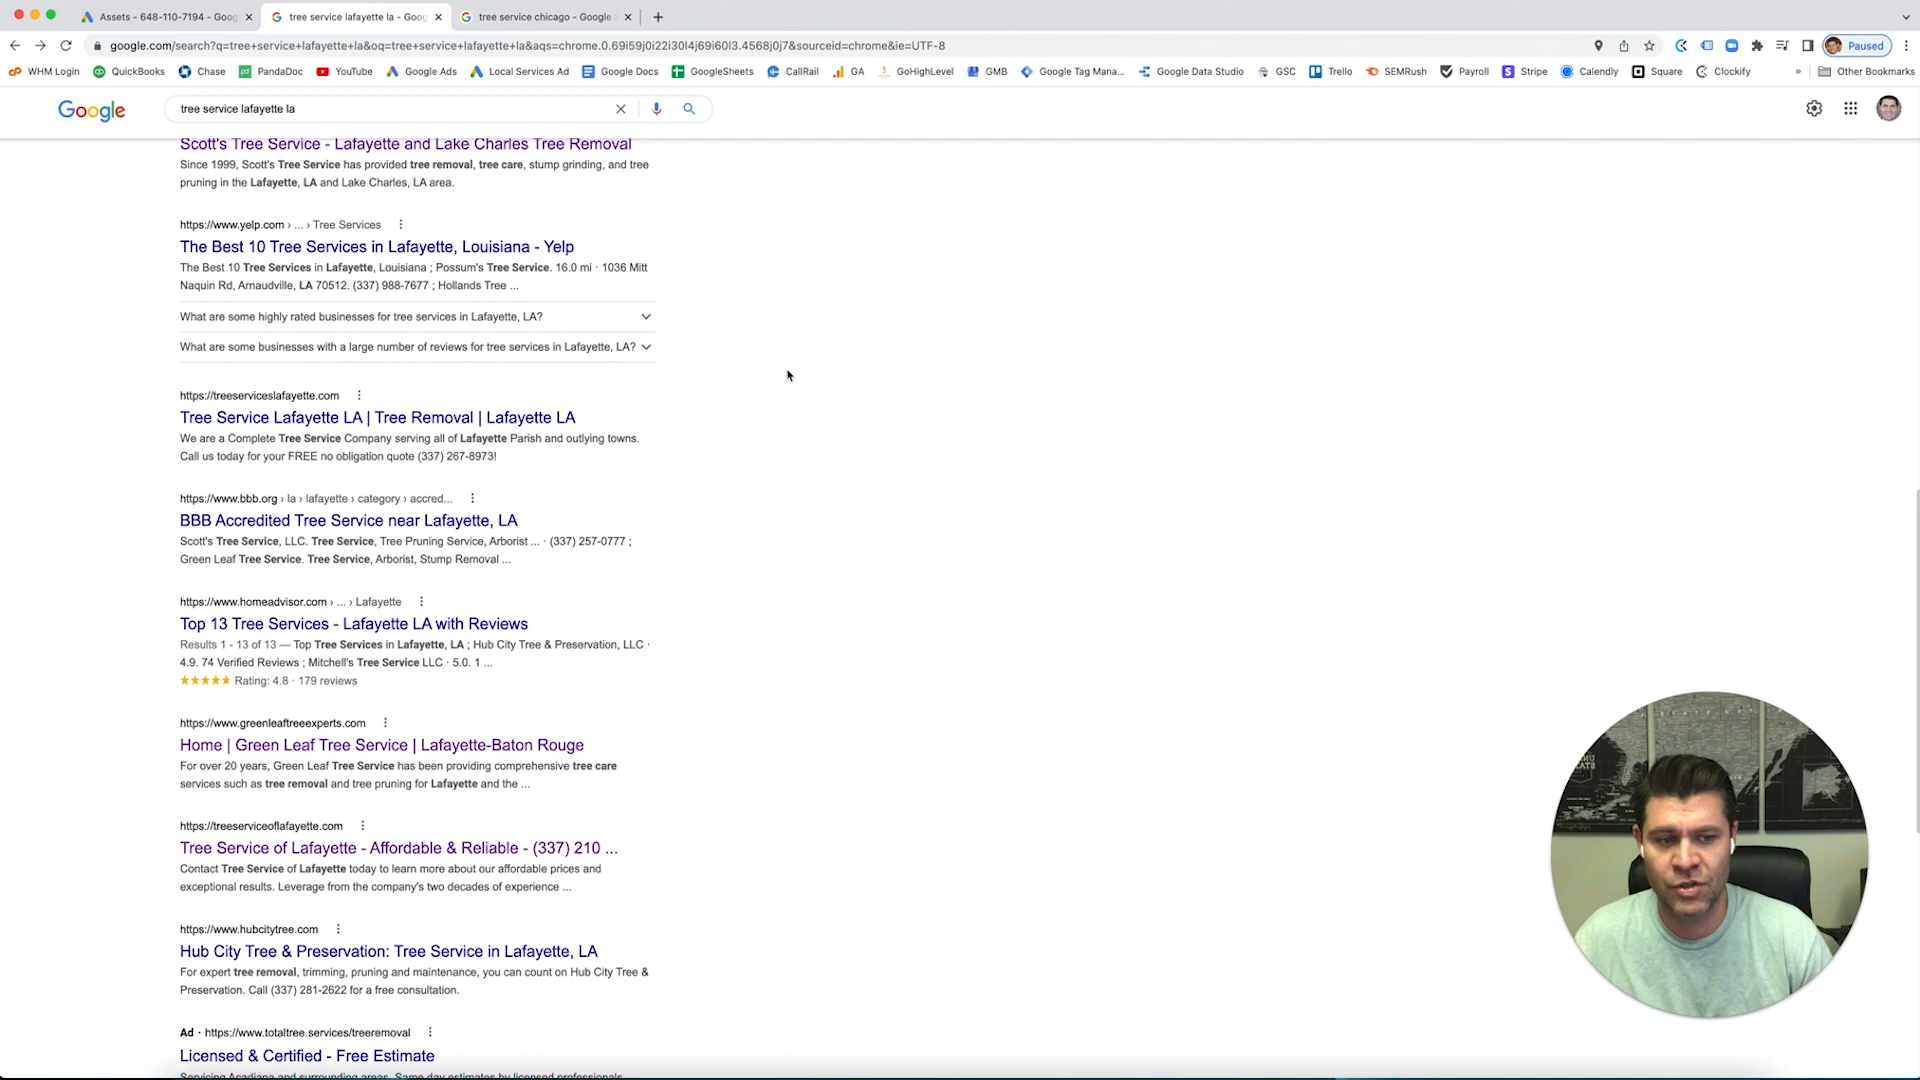 Assets - 648-110-7194 - Goog
tree service lafayette la - Goog
tree service chicago - Google
google.com/search?q=tree+service+lafayette+la&oq=tree+service+lafayette+la&aqs=chrome.0.69i59j0i22i30l4j69i60l3.4568j0j7&sourceid=chrome&ie=UTF-8
Paused
WHM Login
QuickBooks
Chase
PandaDoc
YouTube
Google Ads
Local Services Ad
Google Docs
GoogleSheets
CallRail
GA
GoHighLevel
GMB
Google Tag Mana...
Google Data Studio
GSC
Trello
SEMRush
Payroll
Stripe
Calendly
Square
Clockify
»
Other Bookmarks
Google
tree service lafayette la
Scott's Tree Service - Lafayette and Lake Charles Tree Removal
Since 1999, Scott's Tree Service has provided tree removal, tree care, stump grinding, and tree
pruning in the Lafayette, LA and Lake Charles, LA area.
https://www.yelp.com › ... › Tree Services
The Best 10 Tree Services in Lafayette, Louisiana - Yelp
The Best 10 Tree Services in Lafayette, Louisiana ; Possum's Tree Service. 16.0 mi · 1036 Mitt
Naquin Rd, Arnaudville, LA 70512. (337) 988-7677 ; Hollands Tree ...
What are some highly rated businesses for tree services in Lafayette, LA?
What are some businesses with a large number of reviews for tree services in Lafayette, LA?
https://treeserviceslafayette.com
Tree Service Lafayette LA | Tree Removal | Lafayette LA
We are a Complete Tree Service Company serving all of Lafayette Parish and outlying towns.
Call us today for your FREE no obligation quote (337) 267-8973!
https://www.bbb.org › la › lafayette › category › accred...
BBB Accredited Tree Service near Lafayette, LA
Scott's Tree Service, LLC. Tree Service, Tree Pruning Service, Arborist ... · (337) 257-0777 ;
Green Leaf Tree Service. Tree Service, Arborist, Stump Removal ...
https://www.homeadvisor.com › ... › Lafayette
Top 13 Tree Services - Lafayette LA with Reviews
Results 1 - 13 of 13 — Top Tree Services in Lafayette, LA ; Hub City Tree & Preservation, LLC ·
4.9. 74 Verified Reviews ; Mitchell's Tree Service LLC · 5.0. 1 ...
★★★★★ Rating: 4.8 · 179 reviews
https://www.greenleaftreeexperts.com
Home | Green Leaf Tree Service | Lafayette-Baton Rouge
For over 20 years, Green Leaf Tree Service has been providing comprehensive tree care
services such as tree removal and tree pruning for Lafayette and the ...
https://treeserviceoflafayette.com
Tree Service of Lafayette - Affordable & Reliable - (337) 210 ...
Contact Tree Service of Lafayette today to learn more about our affordable prices and
exceptional results. Leverage from the company's two decades of experience ...
https://www.hubcitytree.com
Hub City Tree & Preservation: Tree Service in Lafayette, LA
For expert tree removal, trimming, pruning and maintenance, you can count on Hub City Tree &
Preservation. Call (337) 281-2622 for a free consultation.
Ad · https://www.totaltree.services/treeremoval
Licensed & Certified - Free Estimate
Servicing Acadiana and surrounding areas. Same day estimates by licensed professionals.